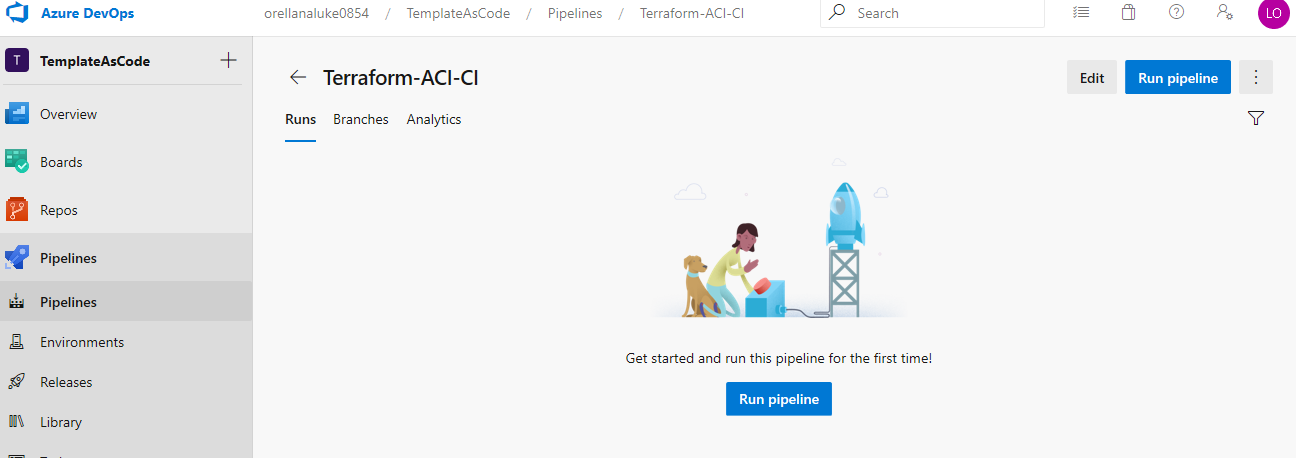 Azure DevOps orellanaluke0854 / TemplateAsCode / Pipelines / Terraform-ACI-CI Search LO
T TemplateAsCode
Terraform-ACI-CI Edit Run pipeline
Overview
Runs Branches Analytics
Boards
Repos
Pipelines
Pipelines
Environments
Get started and run this pipeline for the first time!
Releases
Run pipeline
Library